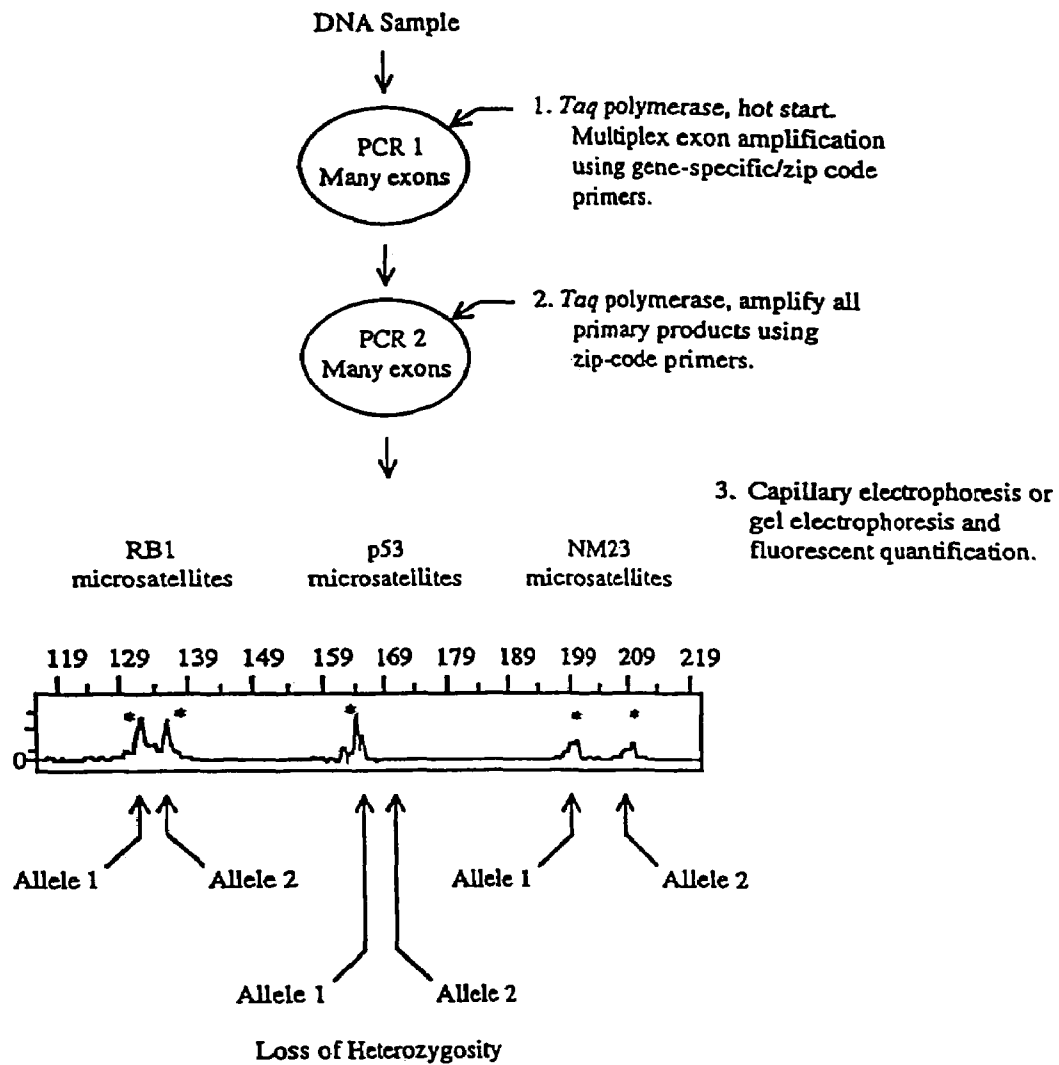 DNA Sample
PCR 1
Many exons
1. Taq polymerase, hot start.
Multiplex exon amplification
using gene-specific/zip code
primers.
PCR 2
Many exons
2. Taq polymerase, amplify all
primary products using
zip-code primers.
3. Capillary electrophoresis or
gel electrophoresis and
fluorescent quantification.
RB1
microsatellites
p53
microsatellites
NM23
microsatellites
119 129 139 149 159 169 179 189 199 209 219
* * * * *
0
Allele 1
Allele 2
Allele 1
Allele 2
Allele 1
Allele 2
Loss of Heterozygosity